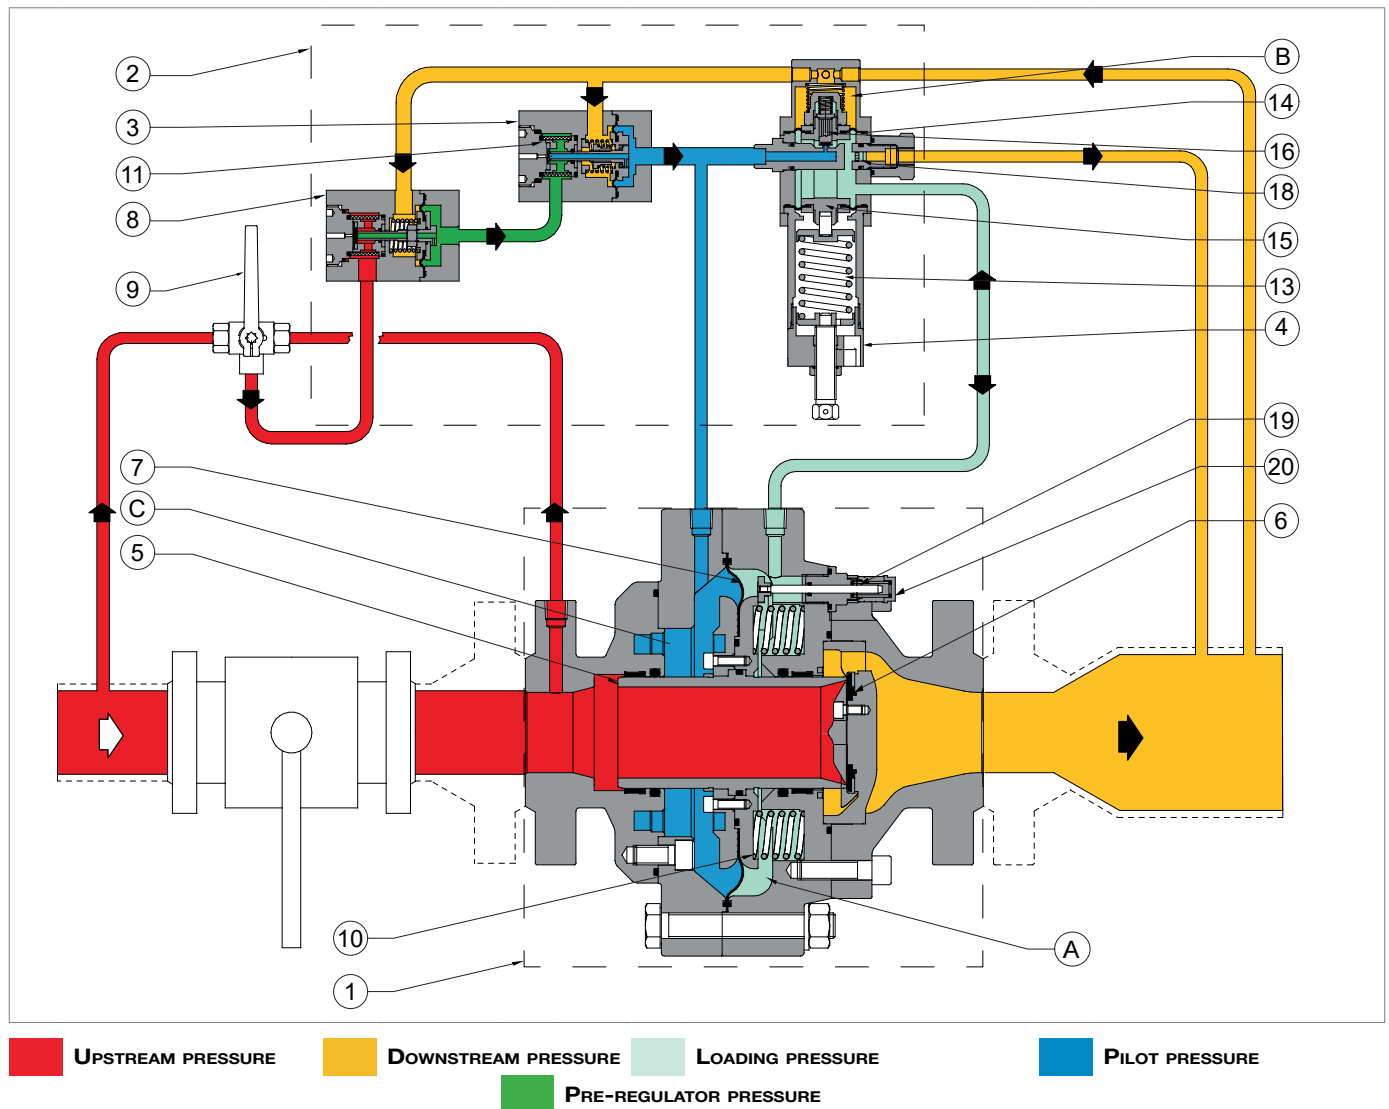 2
B
3
14
11
16
18
8
15
9
13
4
19
7
20
C
6
5
10
A
1
UPSTREAM PRESSURE
DOWNSTREAM PRESSURE
LOADING PRESSURE
PILOT PRESSURE
PRE-REGULATOR PRESSURE